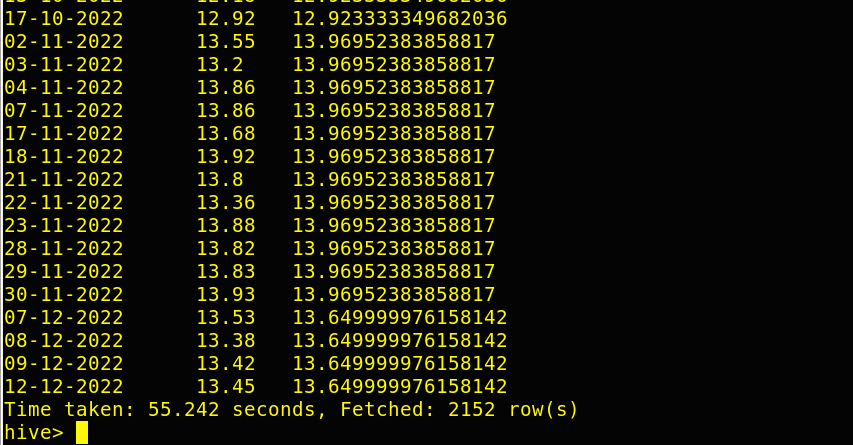 17-10-2022 12.92 12.923333349682036
02-11-2022 13.55 13.96952383858817
03-11-2022 13.2 13.96952383858817
04-11-2022 13.86 13.96952383858817
07-11-2022 13.86 13.96952383858817
17-11-2022 13.68 13.96952383858817
18-11-2022 13.92 13.96952383858817
21-11-2022 13.8 13.96952383858817
22-11-2022 13.36 13.96952383858817
23-11-2022 13.88 13.96952383858817
28-11-2022 13.82 13.96952383858817
29-11-2022 13.83 13.96952383858817
30-11-2022 13.93 13.96952383858817
07-12-2022 13.53 13.649999976158142
08-12-2022 13.38 13.649999976158142
09-12-2022 13.42 13.649999976158142
12-12-2022 13.45 13.649999976158142
Time taken: 55.242 seconds, Fetched: 2152 row(s)
hive>